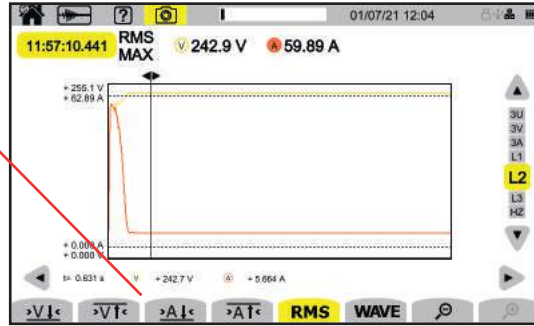 ? 01/07/21 12:04
11:57:10.441 RMS MAX V 242.9 V A 59.89 A
+ 255.1 V
+ 62.89 A
3U
3V
3A
L1
L2
L3
HZ
+ 0.000 A
+ 0.000 V
t= 0.631 s V + 242.7 V A + 5.664 A
>V↓< >V↑< >A↓< >A↑< RMS WAVE